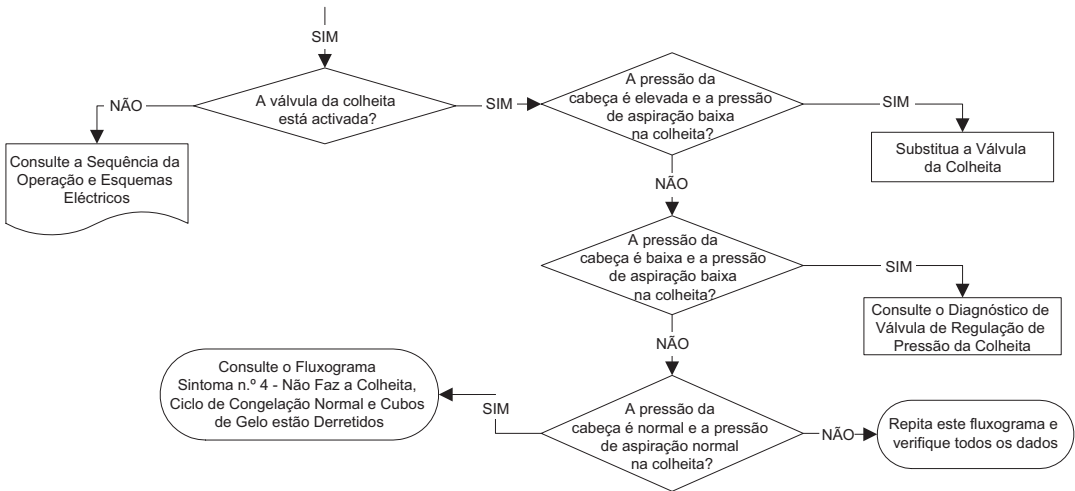 SIM
A válvula da colheita
está activada?
NÃO
SIM
Consulte a Sequência da
Operação e Esquemas
Eléctricos
A pressão da
cabeça é elevada e a pressão
de aspiração baixa
na colheita?
SIM
Substitua a Válvula
da Colheita
NÃO
A pressão da
cabeça é baixa e a pressão
de aspiração baixa
na colheita?
SIM
Consulte o Diagnóstico de
Válvula de Regulação de
Pressão da Colheita
NÃO
A pressão da
cabeça é normal e a pressão
de aspiração normal
na colheita?
SIM
Consulte o Fluxograma
Sintoma n.º 4 - Não Faz a Colheita,
Ciclo de Congelação Normal e Cubos
de Gelo estão Derretidos
NÃO
Repita este fluxograma e
verifique todos os dados